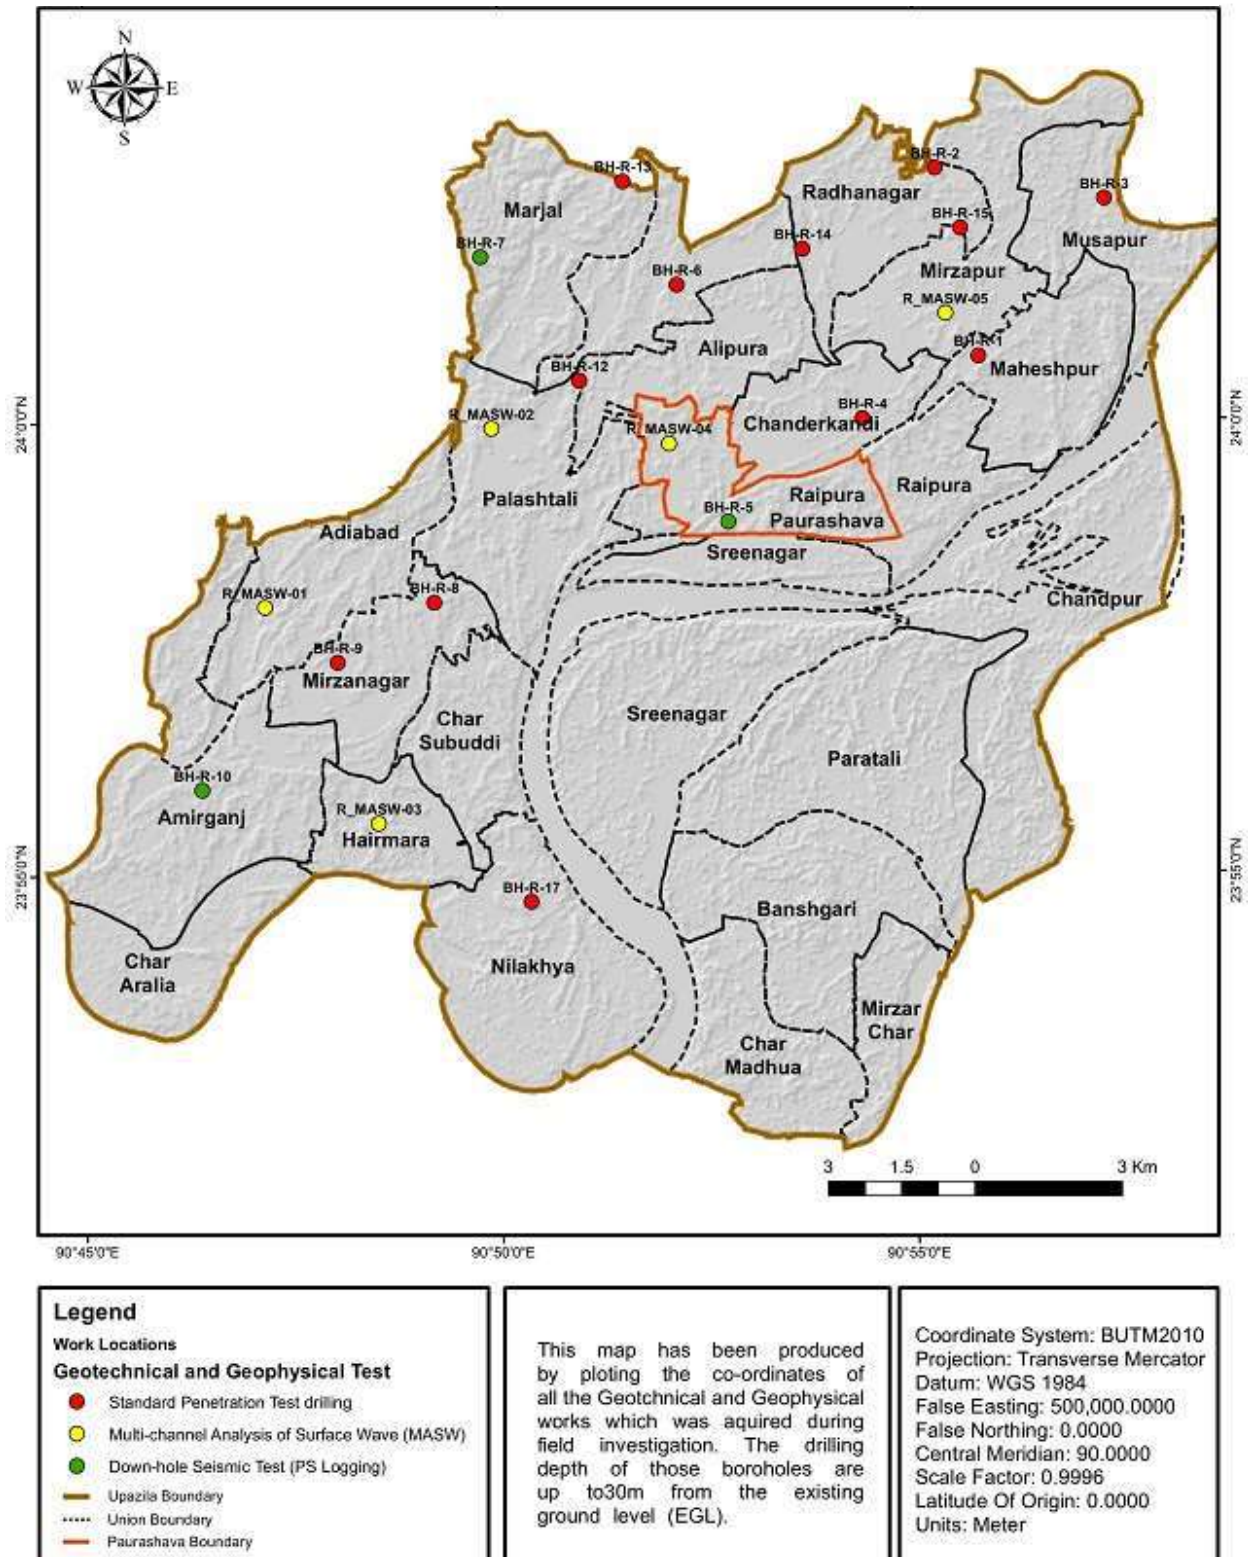 N
W E
S
BH-R-2
BH-R-13
BH-R-3
Radhanagar
Marjal
BH-R-15
BH-R-7
BH-R-14
Musapur
BH-R-6
Mirzapur
R_MASW-05
Alipura
BH-R-1
Maheshpur
BH-R-12
R_MASW-02
BH-R-4
Chanderkandi
R_MASW-04
24°0'0"N
24°0'0"N
Palashtali
Raipura
Raipura
Paurashava
BH-R-5
Adiabad
Sreenagar
R_MASW-01
BH-R-8
Chandpur
BH-R-9
Mirzanagar
Char
Subuddi
Sreenagar
Paratali
BH-R-10
Amirganj
R_MASW-03
Hairmara
23°55'0"N
23°55'0"N
BH-R-17
Banshgari
Nilakhya
Char
Aralia
Mirzar
Char
Char
Madhua
3 1.5 0 3 Km
90°45'0"E
90°50'0"E
90°55'0"E
Legend
Work Locations
Geotechnical and Geophysical Test
Standard Penetration Test drilling
Multi-channel Analysis of Surface Wave (MASW)
Down-hole Seismic Test (PS Logging)
Upazila Boundary
Union Boundary
Paurashava Boundary
This map has been produced
by ploting the co-ordinates of
all the Geotchnical and Geophysical
works which was aquired during
field investigation. The drilling
depth of those boroholes are
up to30m from the existing
ground level (EGL).
Coordinate System: BUTM2010
Projection: Transverse Mercator
Datum: WGS 1984
False Easting: 500,000.0000
False Northing: 0.0000
Central Meridian: 90.0000
Scale Factor: 0.9996
Latitude Of Origin: 0.0000
Units: Meter